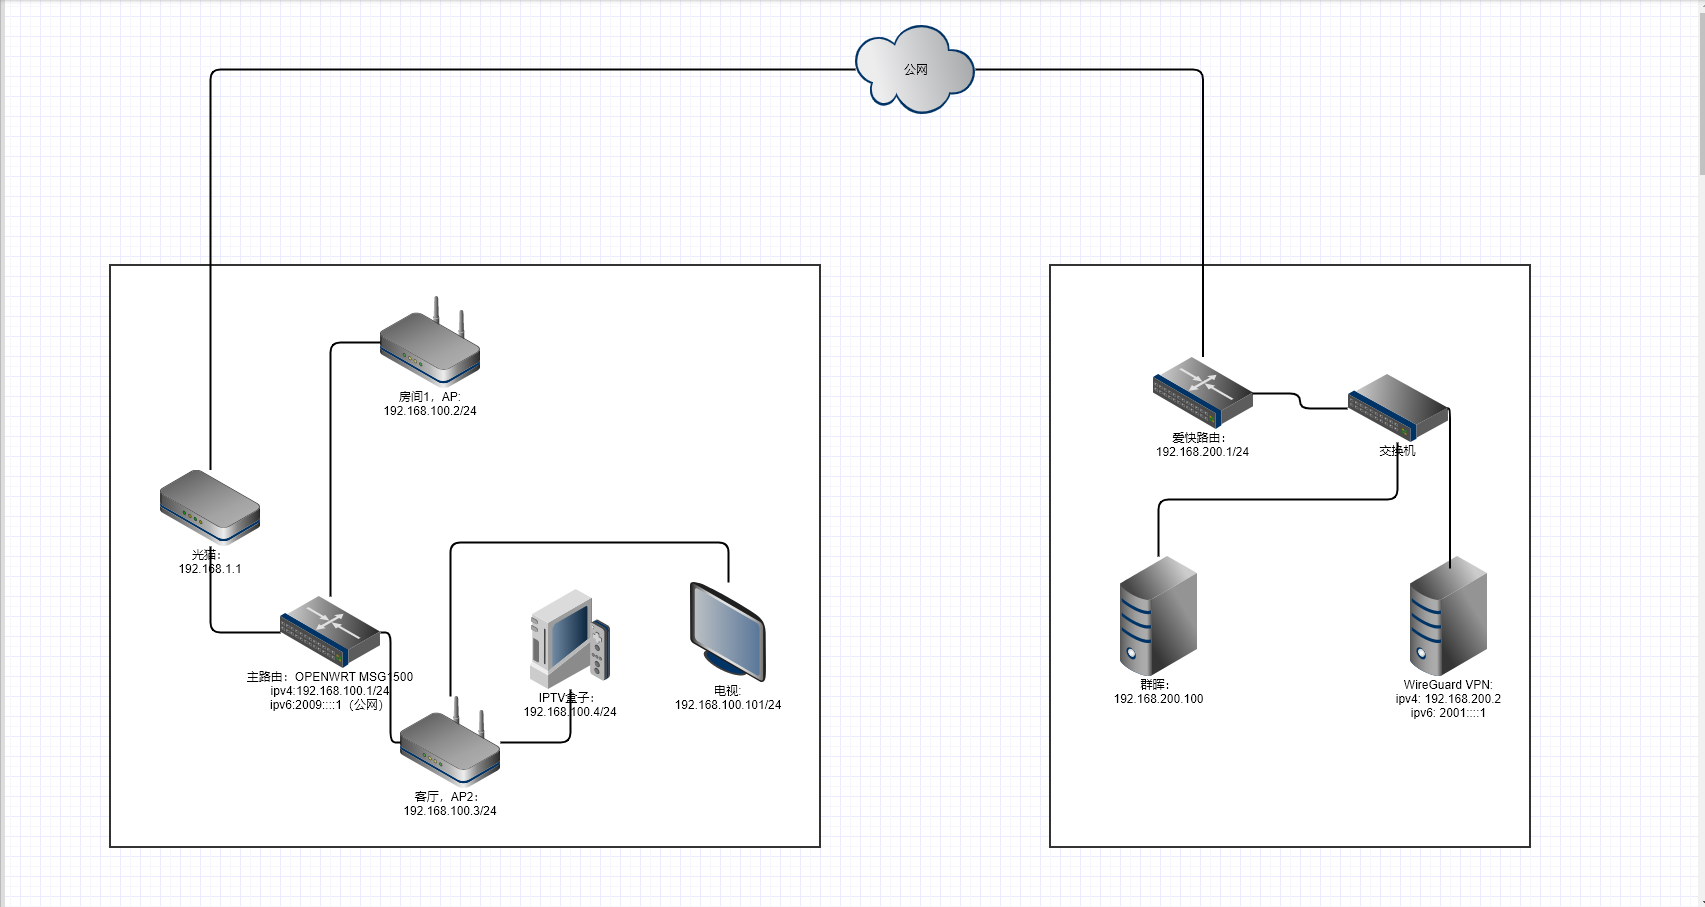 公网
房间1，AP:
192.168.100.2/24
光猫：
192.168.1.1
主路由：OPENWRT MSG1500
ipv4:192.168.100.1/24
ipv6:2009::::1（公网）
客厅，AP2：
192.168.100.3/24
IPTV盒子：
192.168.100.4/24
电视:
192.168.100.101/24
爱快路由：
192.168.200.1/24
交换机
群晖：
192.168.200.100
WireGuard VPN:
ipv4: 192.168.200.2
ipv6: 2001::::1